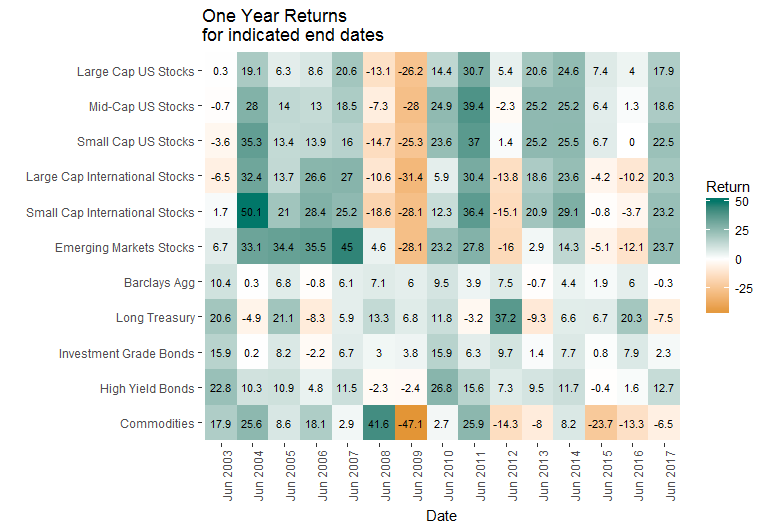 One Year Returns
for indicated end dates
Large Cap US Stocks 0.3 19.1 6.3 8.6 20.6 -13.1 -26.2 14.4 30.7 5.4 20.6 24.6 7.4 4 17.9
Mid-Cap US Stocks -0.7 28 14 13 18.5 -7.3 -28 24.9 39.4 -2.3 25.2 25.2 6.4 1.3 18.6
Small Cap US Stocks -3.6 35.3 13.4 13.9 16 -14.7 -25.3 23.6 37 1.4 25.2 25.5 6.7 0 22.5
Large Cap International Stocks -6.5 32.4 13.7 26.6 27 -10.6 -31.4 5.9 30.4 -13.8 18.6 23.6 -4.2 -10.2 20.3
Small Cap International Stocks 1.7 50.1 21 28.4 25.2 -18.6 -28.1 12.3 36.4 -15.1 20.9 29.1 -0.8 -3.7 23.2
Emerging Markets Stocks 6.7 33.1 34.4 35.5 45 4.6 -28.1 23.2 27.8 -16 2.9 14.3 -5.1 -12.1 23.7
Barclays Agg 10.4 0.3 6.8 -0.8 6.1 7.1 6 9.5 3.9 7.5 -0.7 4.4 1.9 6 -0.3
Long Treasury 20.6 -4.9 21.1 -8.3 5.9 13.3 6.8 11.8 -3.2 37.2 -9.3 6.6 6.7 20.3 -7.5
Investment Grade Bonds 15.9 0.2 8.2 -2.2 6.7 3 3.8 15.9 6.3 9.7 1.4 7.7 0.8 7.9 2.3
High Yield Bonds 22.8 10.3 10.9 4.8 11.5 -2.3 -2.4 26.8 15.6 7.3 9.5 11.7 -0.4 1.6 12.7
Commodities 17.9 25.6 8.6 18.1 2.9 41.6 -47.1 2.7 25.9 -14.3 -8 8.2 -23.7 -13.3 -6.5
Jun 2003 Jun 2004 Jun 2005 Jun 2006 Jun 2007 Jun 2008 Jun 2009 Jun 2010 Jun 2011 Jun 2012 Jun 2013 Jun 2014 Jun 2015 Jun 2016 Jun 2017
Date
Return
50
25
0
-25